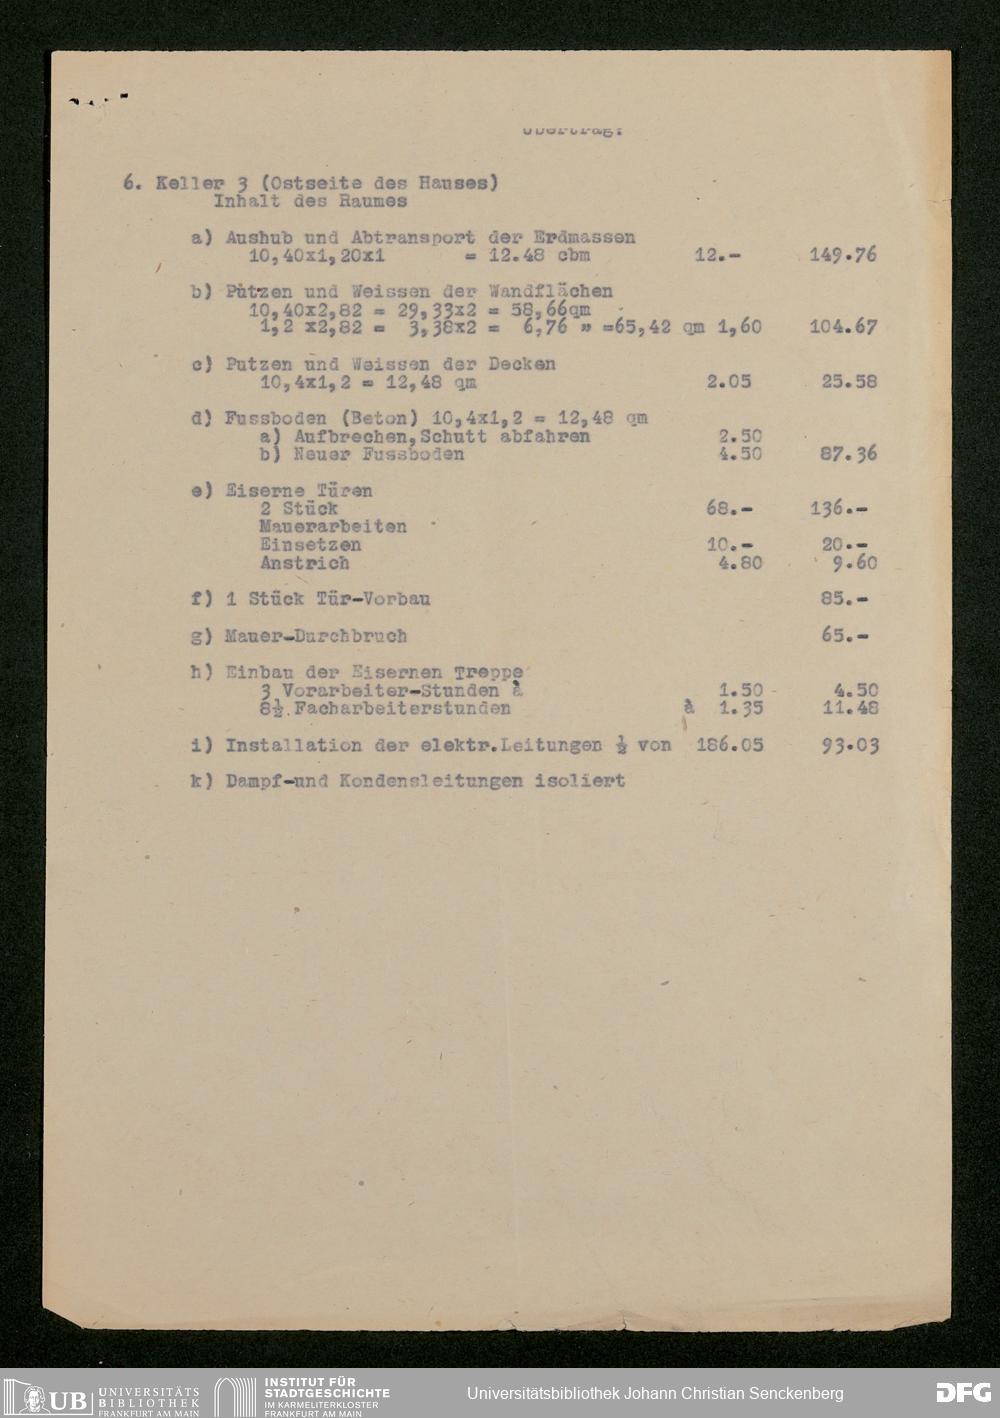 Übertrag:
6. Keller 3 (Ostseite des Hauses)
Inhalt des Raumes
a) Aushub und Abtransport der Erdmassen
10,40x1,20x1 = 12.48 cbm 12.- 149.76
b) Putzen und Weissen der Wandflächen
10,40x2,82 = 29,33x2 = 58,66qm
1,2 x2,82 = 3,38x2 = 6,76 " =65,42 qm 1,60 104.67
c) Putzen und Weissen der Decken
10,4x1,2 = 12,48 qm 2.05 25.58
d) Fussboden (Beton) 10,4x1,2 = 12,48 qm
a) Aufbrechen,Schutt abfahren 2.50
b) Neuer Fussboden 4.50 87.36
e) Eiserne Türen
2 Stück 68.- 136.-
Mauerarbeiten
Einsetzen 10.- 20.-
Anstrich 4.80 9.60
f) 1 Stück Tür-Vorbau 85.-
g) Mauer-Durchbruch 65.-
h) Einbau der Eisernen Treppe
3 Vorarbeiter-Stunden à 1.50 4.50
8½ Facharbeiterstunden à 1.35 11.48
i) Installation der elektr.Leitungen ½ von 186.05 93.03
k) Dampf-und Kondensleitungen isoliert
UB UNIVERSITÄTS
BIBLIOTHEK
FRANKFURT AM MAIN
INSTITUT FÜR
STADTGESCHICHTE
IM KARMELITERKLOSTER
FRANKFURT AM MAIN
Universitätsbibliothek Johann Christian Senckenberg
DFG